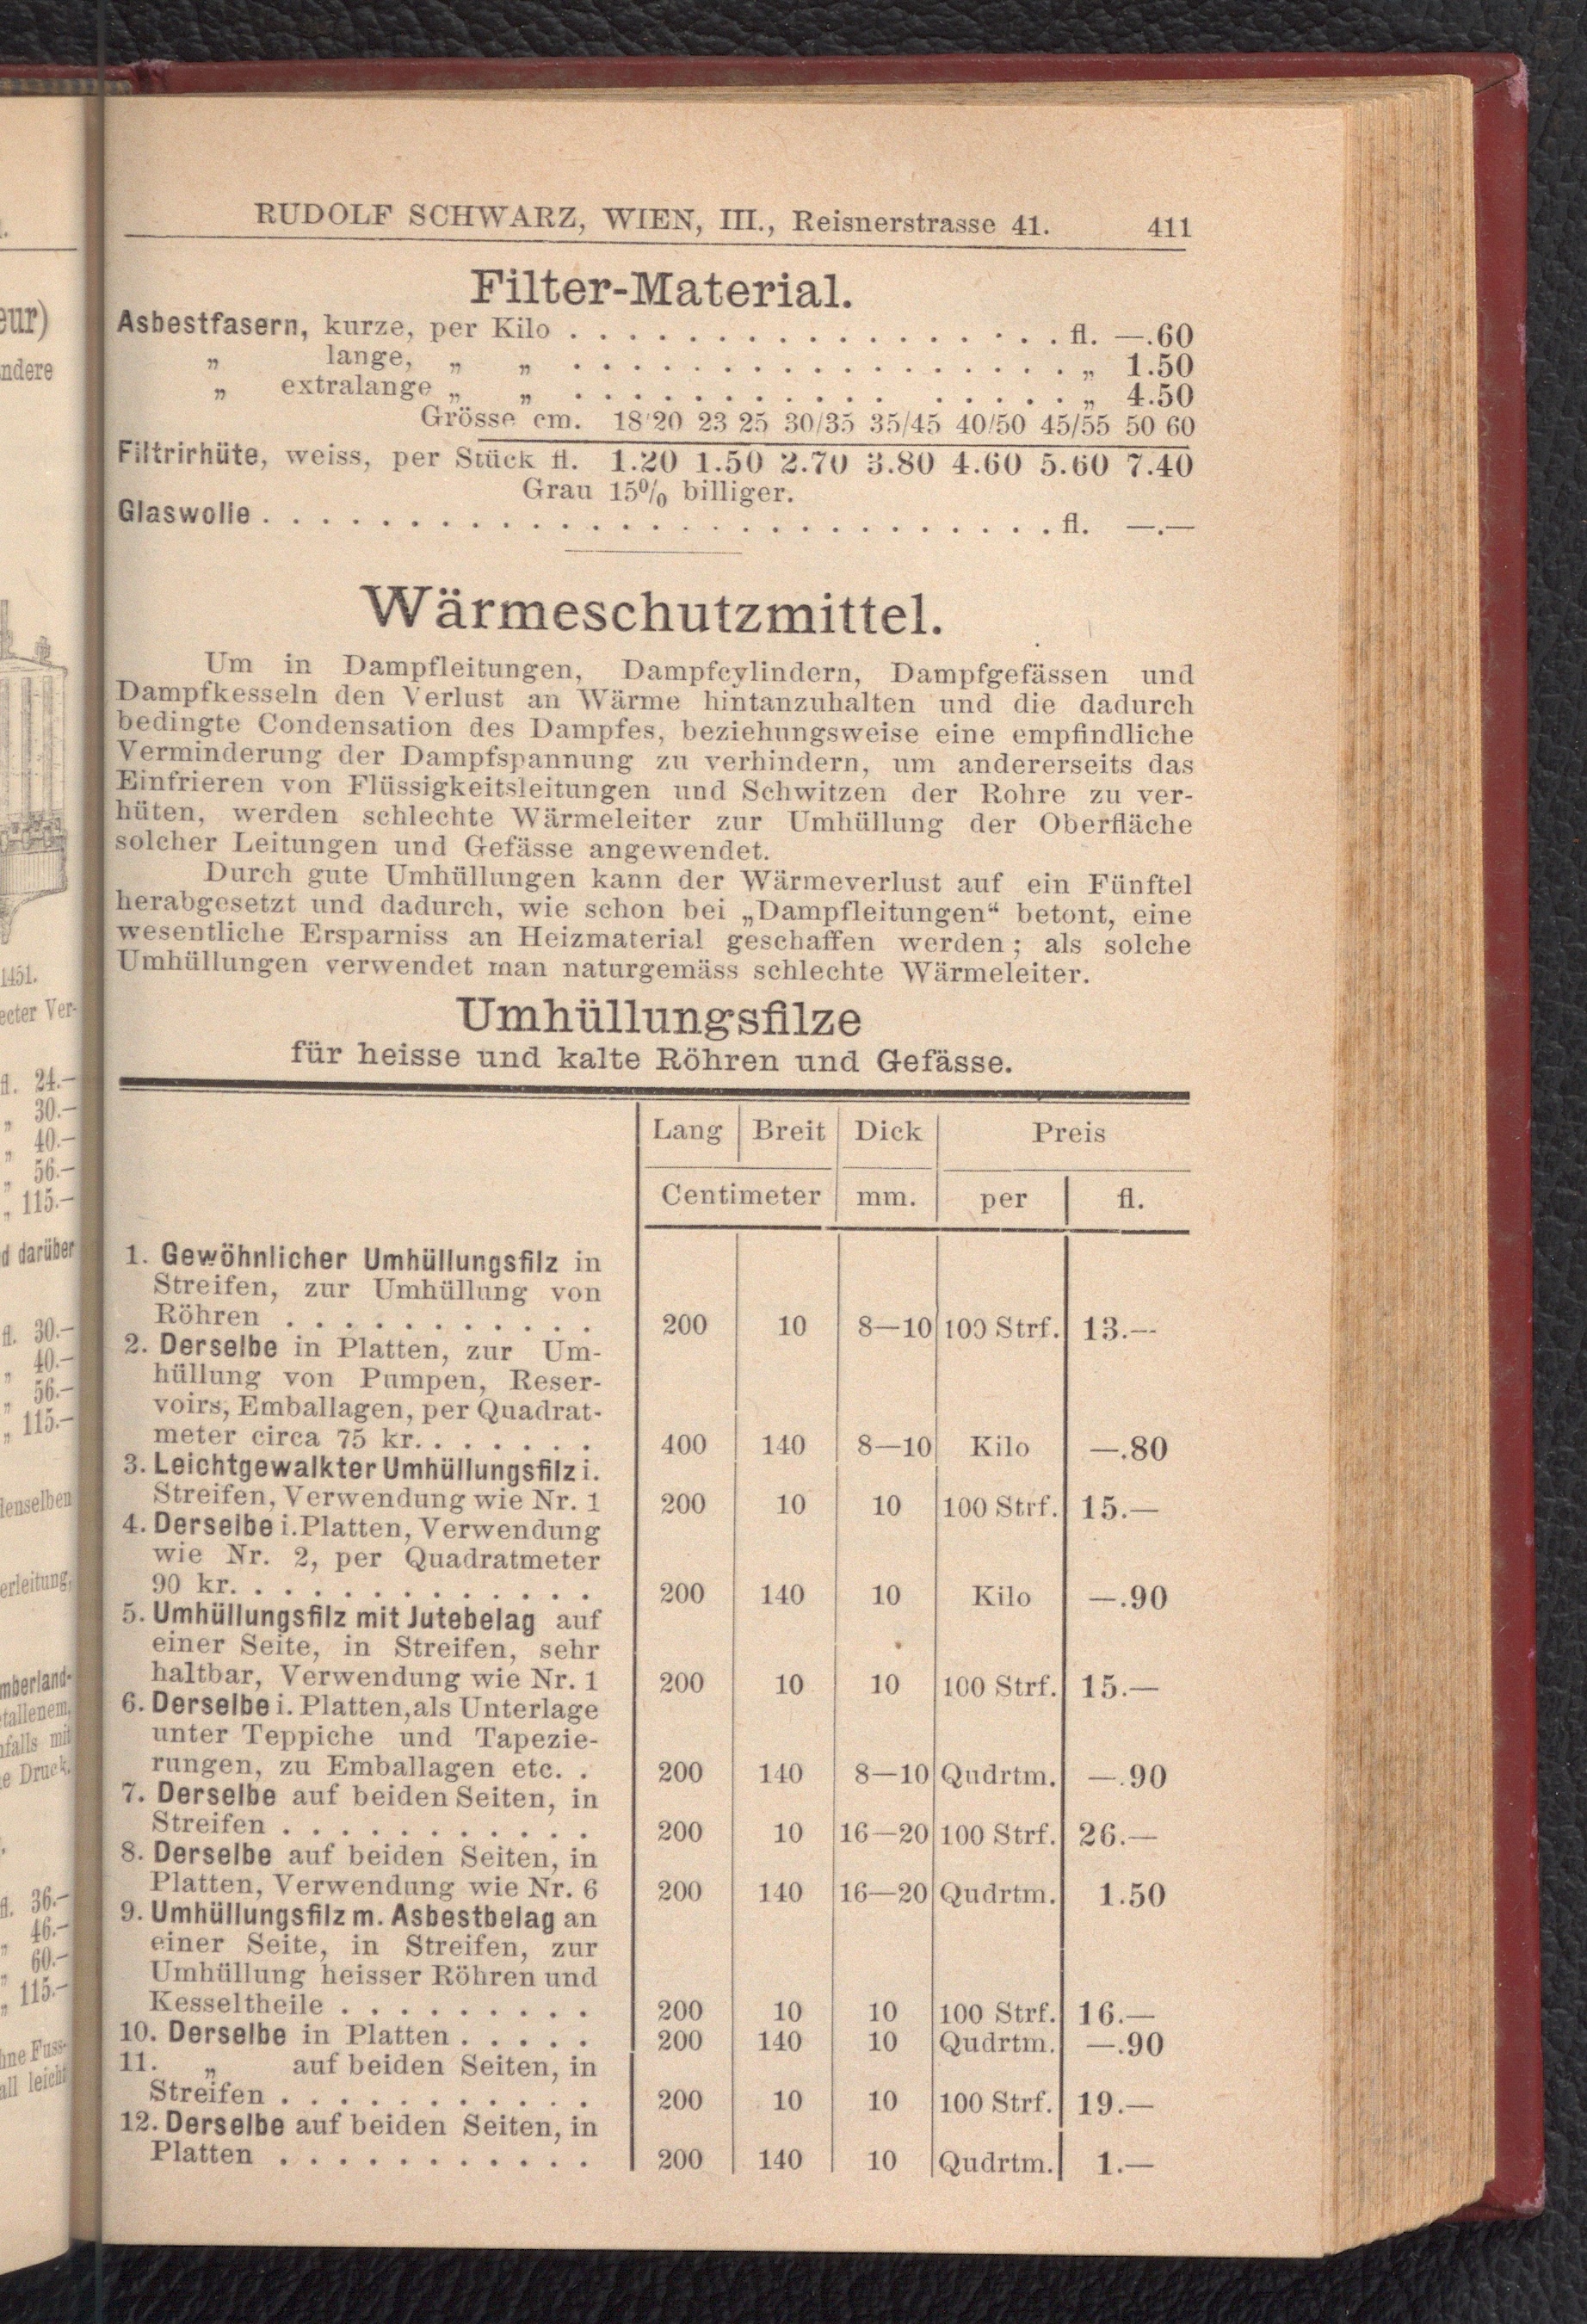 RUDOLF SCHWARZ, WIEN, III., Reisnerstrasse 41. 411
Filter-Material.
Asbestfasern, kurze, per Kilo . . . . . . . . . . . . . . . . . fl. —.60
„ lange, „ „ . . . . . . . . . . . . . . . . . „ 1.50
„ extralange „ „ . . . . . . . . . . . . . . . . „ 4.50
Grösse cm. 18/20 23 25 30/35 35/45 40/50 45/55 50 60
Filtrirhüte, weiss, per Stück fl. 1.20 1.50 2.70 3.80 4.60 5.60 7.40
Grau 15% billiger.
Glaswolle . . . . . . . . . . . . . . . . . . . . . . . . . . . fl. —.—
Wärmeschutzmittel.
Um in Dampfleitungen, Dampfcylindern, Dampfgefässen und
Dampfkesseln den Verlust an Wärme hintanzuhalten und die dadurch
bedingte Condensation des Dampfes, beziehungsweise eine empfindliche
Verminderung der Dampfspannung zu verhindern, um andererseits das
Einfrieren von Flüssigkeitsleitungen und Schwitzen der Rohre zu ver-
hüten, werden schlechte Wärmeleiter zur Umhüllung der Oberfläche
solcher Leitungen und Gefässe angewendet.
Durch gute Umhüllungen kann der Wärmeverlust auf ein Fünftel
herabgesetzt und dadurch, wie schon bei „Dampfleitungen“ betont, eine
wesentliche Ersparniss an Heizmaterial geschaffen werden; als solche
Umhüllungen verwendet man naturgemäss schlechte Wärmeleiter.
Umhüllungsfilze
für heisse und kalte Röhren und Gefässe.
Lang Breit Dick Preis
Centimeter mm. per fl.
1. Gewöhnlicher Umhüllungsfilz in
Streifen, zur Umhüllung von
Röhren . . . . . . . . . . . 200 10 8—10 100 Strf. 13.—
2. Derselbe in Platten, zur Um-
hüllung von Pumpen, Reser-
voirs, Emballagen, per Quadrat-
meter circa 75 kr. . . . . . . 400 140 8—10 Kilo —.80
3. Leichtgewalkter Umhüllungsfilz i.
Streifen, Verwendung wie Nr. 1 200 10 10 100 Strf. 15.—
4. Derselbe i. Platten, Verwendung
wie Nr. 2, per Quadratmeter
90 kr. . . . . . . . . . . . . 200 140 10 Kilo —.90
5. Umhüllungsfilz mit Jutebelag auf
einer Seite, in Streifen, sehr
haltbar, Verwendung wie Nr. 1 200 10 10 100 Strf. 15.—
6. Derselbe i. Platten, als Unterlage
unter Teppiche und Tapezie-
rungen, zu Emballagen etc. . 200 140 8—10 Qudrtm. —.90
7. Derselbe auf beiden Seiten, in
Streifen . . . . . . . . . . . 200 10 16—20 100 Strf. 26.—
8. Derselbe auf beiden Seiten, in
Platten, Verwendung wie Nr. 6 200 140 16—20 Qudrtm. 1.50
9. Umhüllungsfilz m. Asbestbelag an
einer Seite, in Streifen, zur
Umhüllung heisser Röhren und
Kesseltheile . . . . . . . . . 200 10 10 100 Strf. 16.—
10. Derselbe in Platten . . . . . 200 140 10 Qudrtm. —.90
11. „ auf beiden Seiten, in
Streifen . . . . . . . . . . . 200 10 10 100 Strf. 19.—
12. Derselbe auf beiden Seiten, in
Platten . . . . . . . . . . . 200 140 10 Qudrtm. 1.—